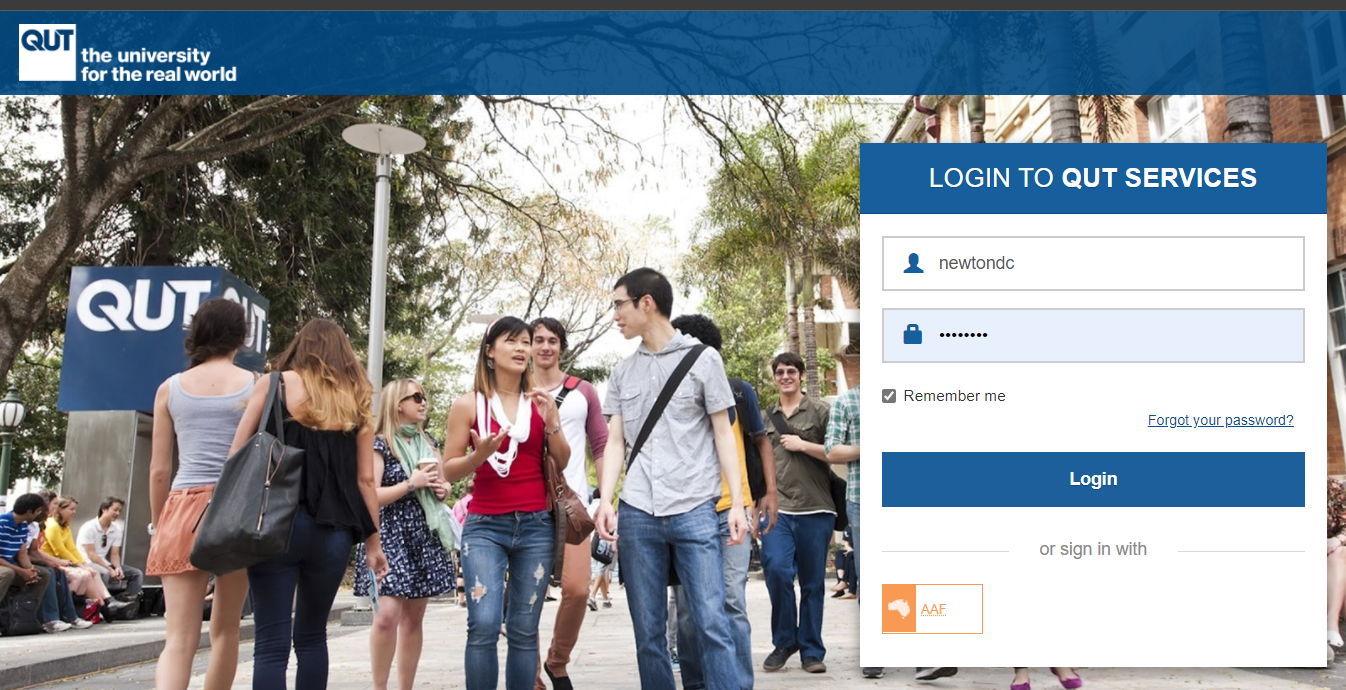 QUT
the university
for the real world
LOGIN TO QUT SERVICES
newtondc
••••••••
Remember me
Forgot your password?
Login
or sign in with
AAF
QUT
QUT